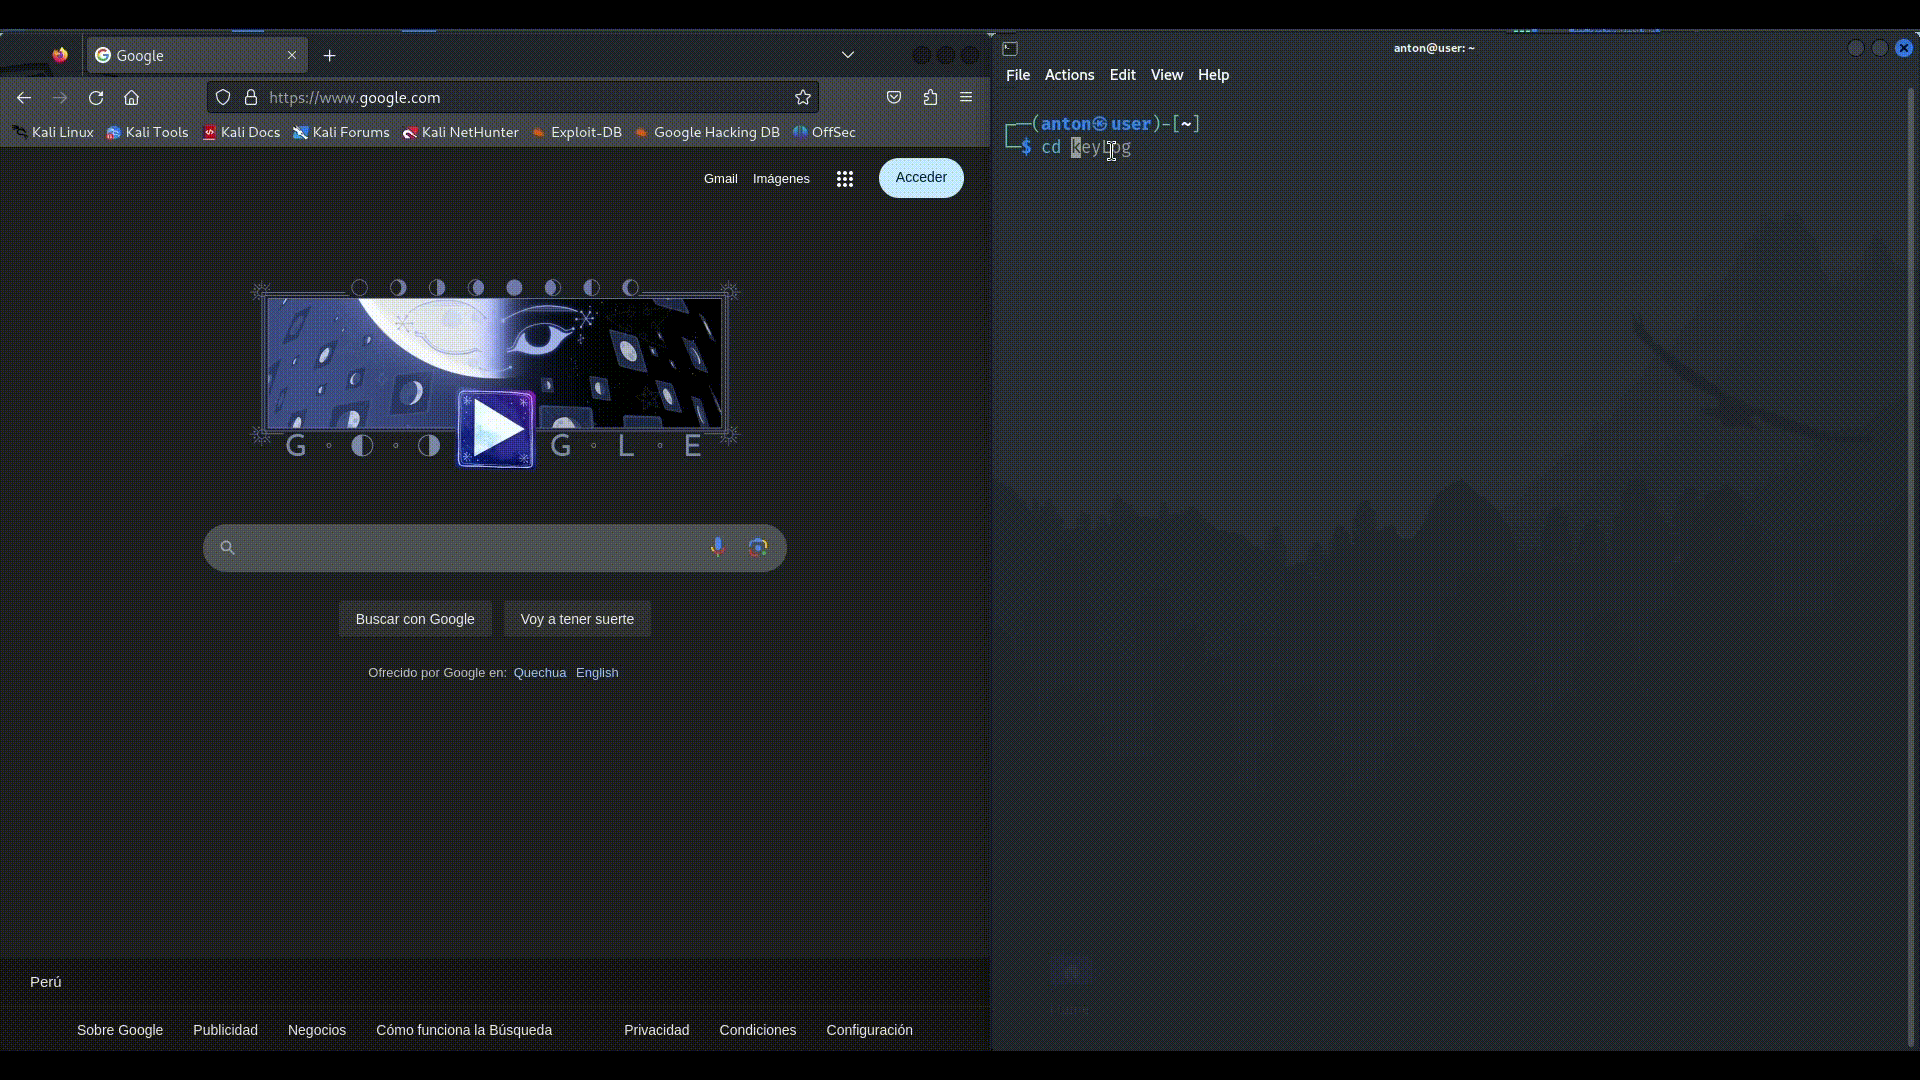 Google
https://www.google.com
Kali Linux Kali Tools Kali Docs Kali Forums Kali NetHunter Exploit-DB Google Hacking DB OffSec
Gmail Imágenes Acceder
G G L E
Buscar con Google Voy a tener suerte
Ofrecido por Google en: Quechua English
Perú
Sobre Google Publicidad Negocios Cómo funciona la Búsqueda Privacidad Condiciones Configuración
anton@user: ~
File Actions Edit View Help
(anton㉿user)-[~]
$ cd keyLog